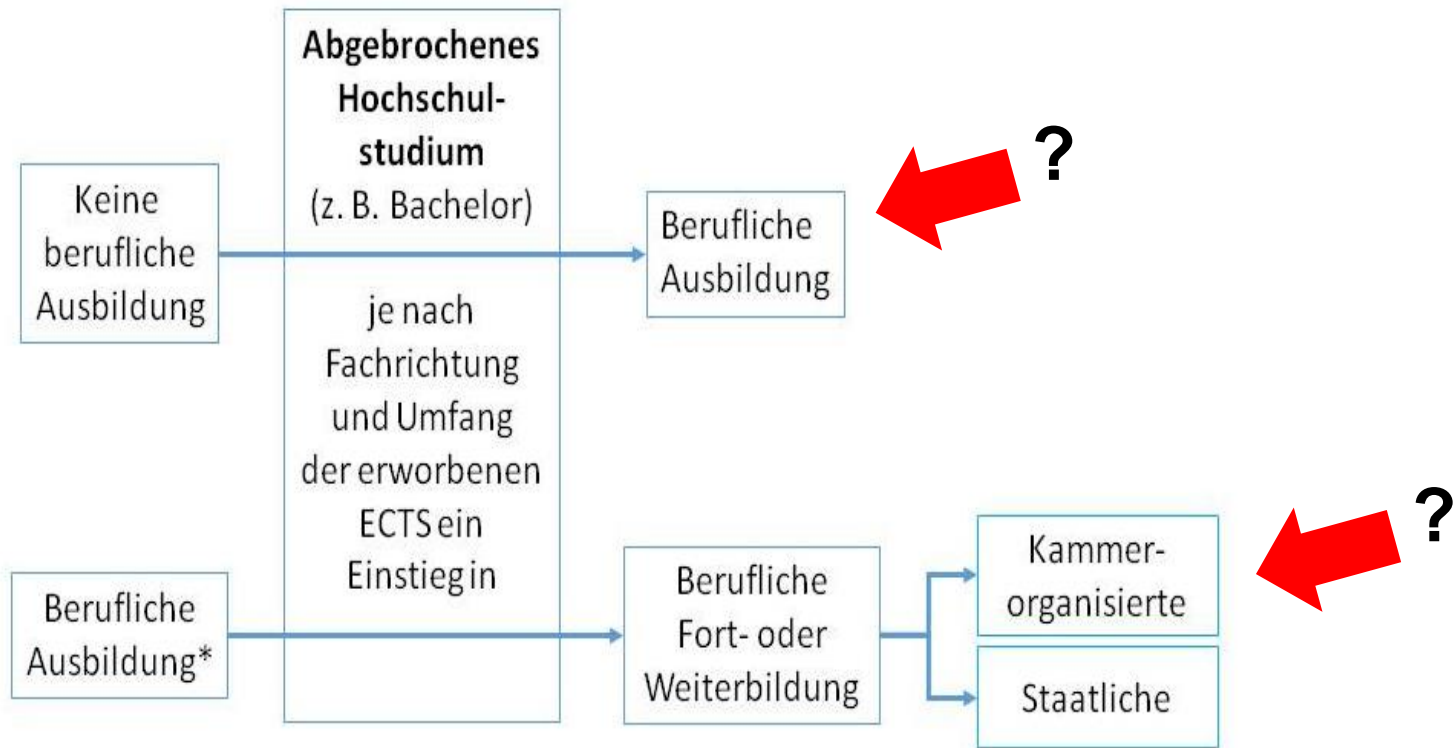 Abgebrochenes
Hochschul-
studium
(z. B. Bachelor)
je nach
Fachrichtung
und Umfang
der erworbenen
ECTS ein
Einstieg in
Keine
berufliche
Ausbildung
Berufliche
Ausbildung
?
Berufliche
Ausbildung*
Berufliche
Fort- oder
Weiterbildung
Kammer-
organisierte
?
Staatliche